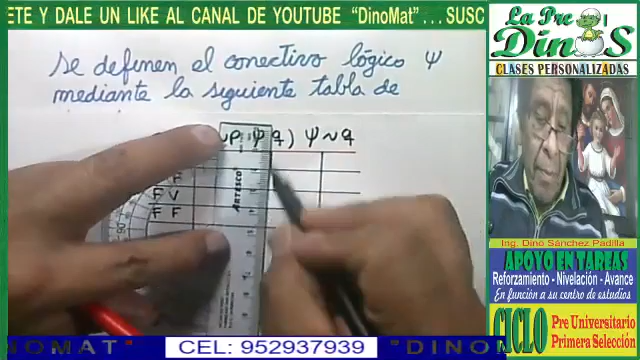 ETE Y DALE UN LIKE AL CANAL DE YOUTUBE "DinoMat"... SUSC
La Pre
DinoS
CLASES PERSONALIZADAS
Se definen el conectivo lógico Ψ
mediante la siguiente tabla de
p Ψ q) Ψ ~ q
F V
F F
ARTESCO
Ing. Dino Sánchez Padilla
APOYO EN TAREAS
Reforzamiento - Nivelación - Avance
En función a su centro de estudios
CICLO Pre Universitario
Primera Selección
NOMAT" CEL: 952937939 "DINO